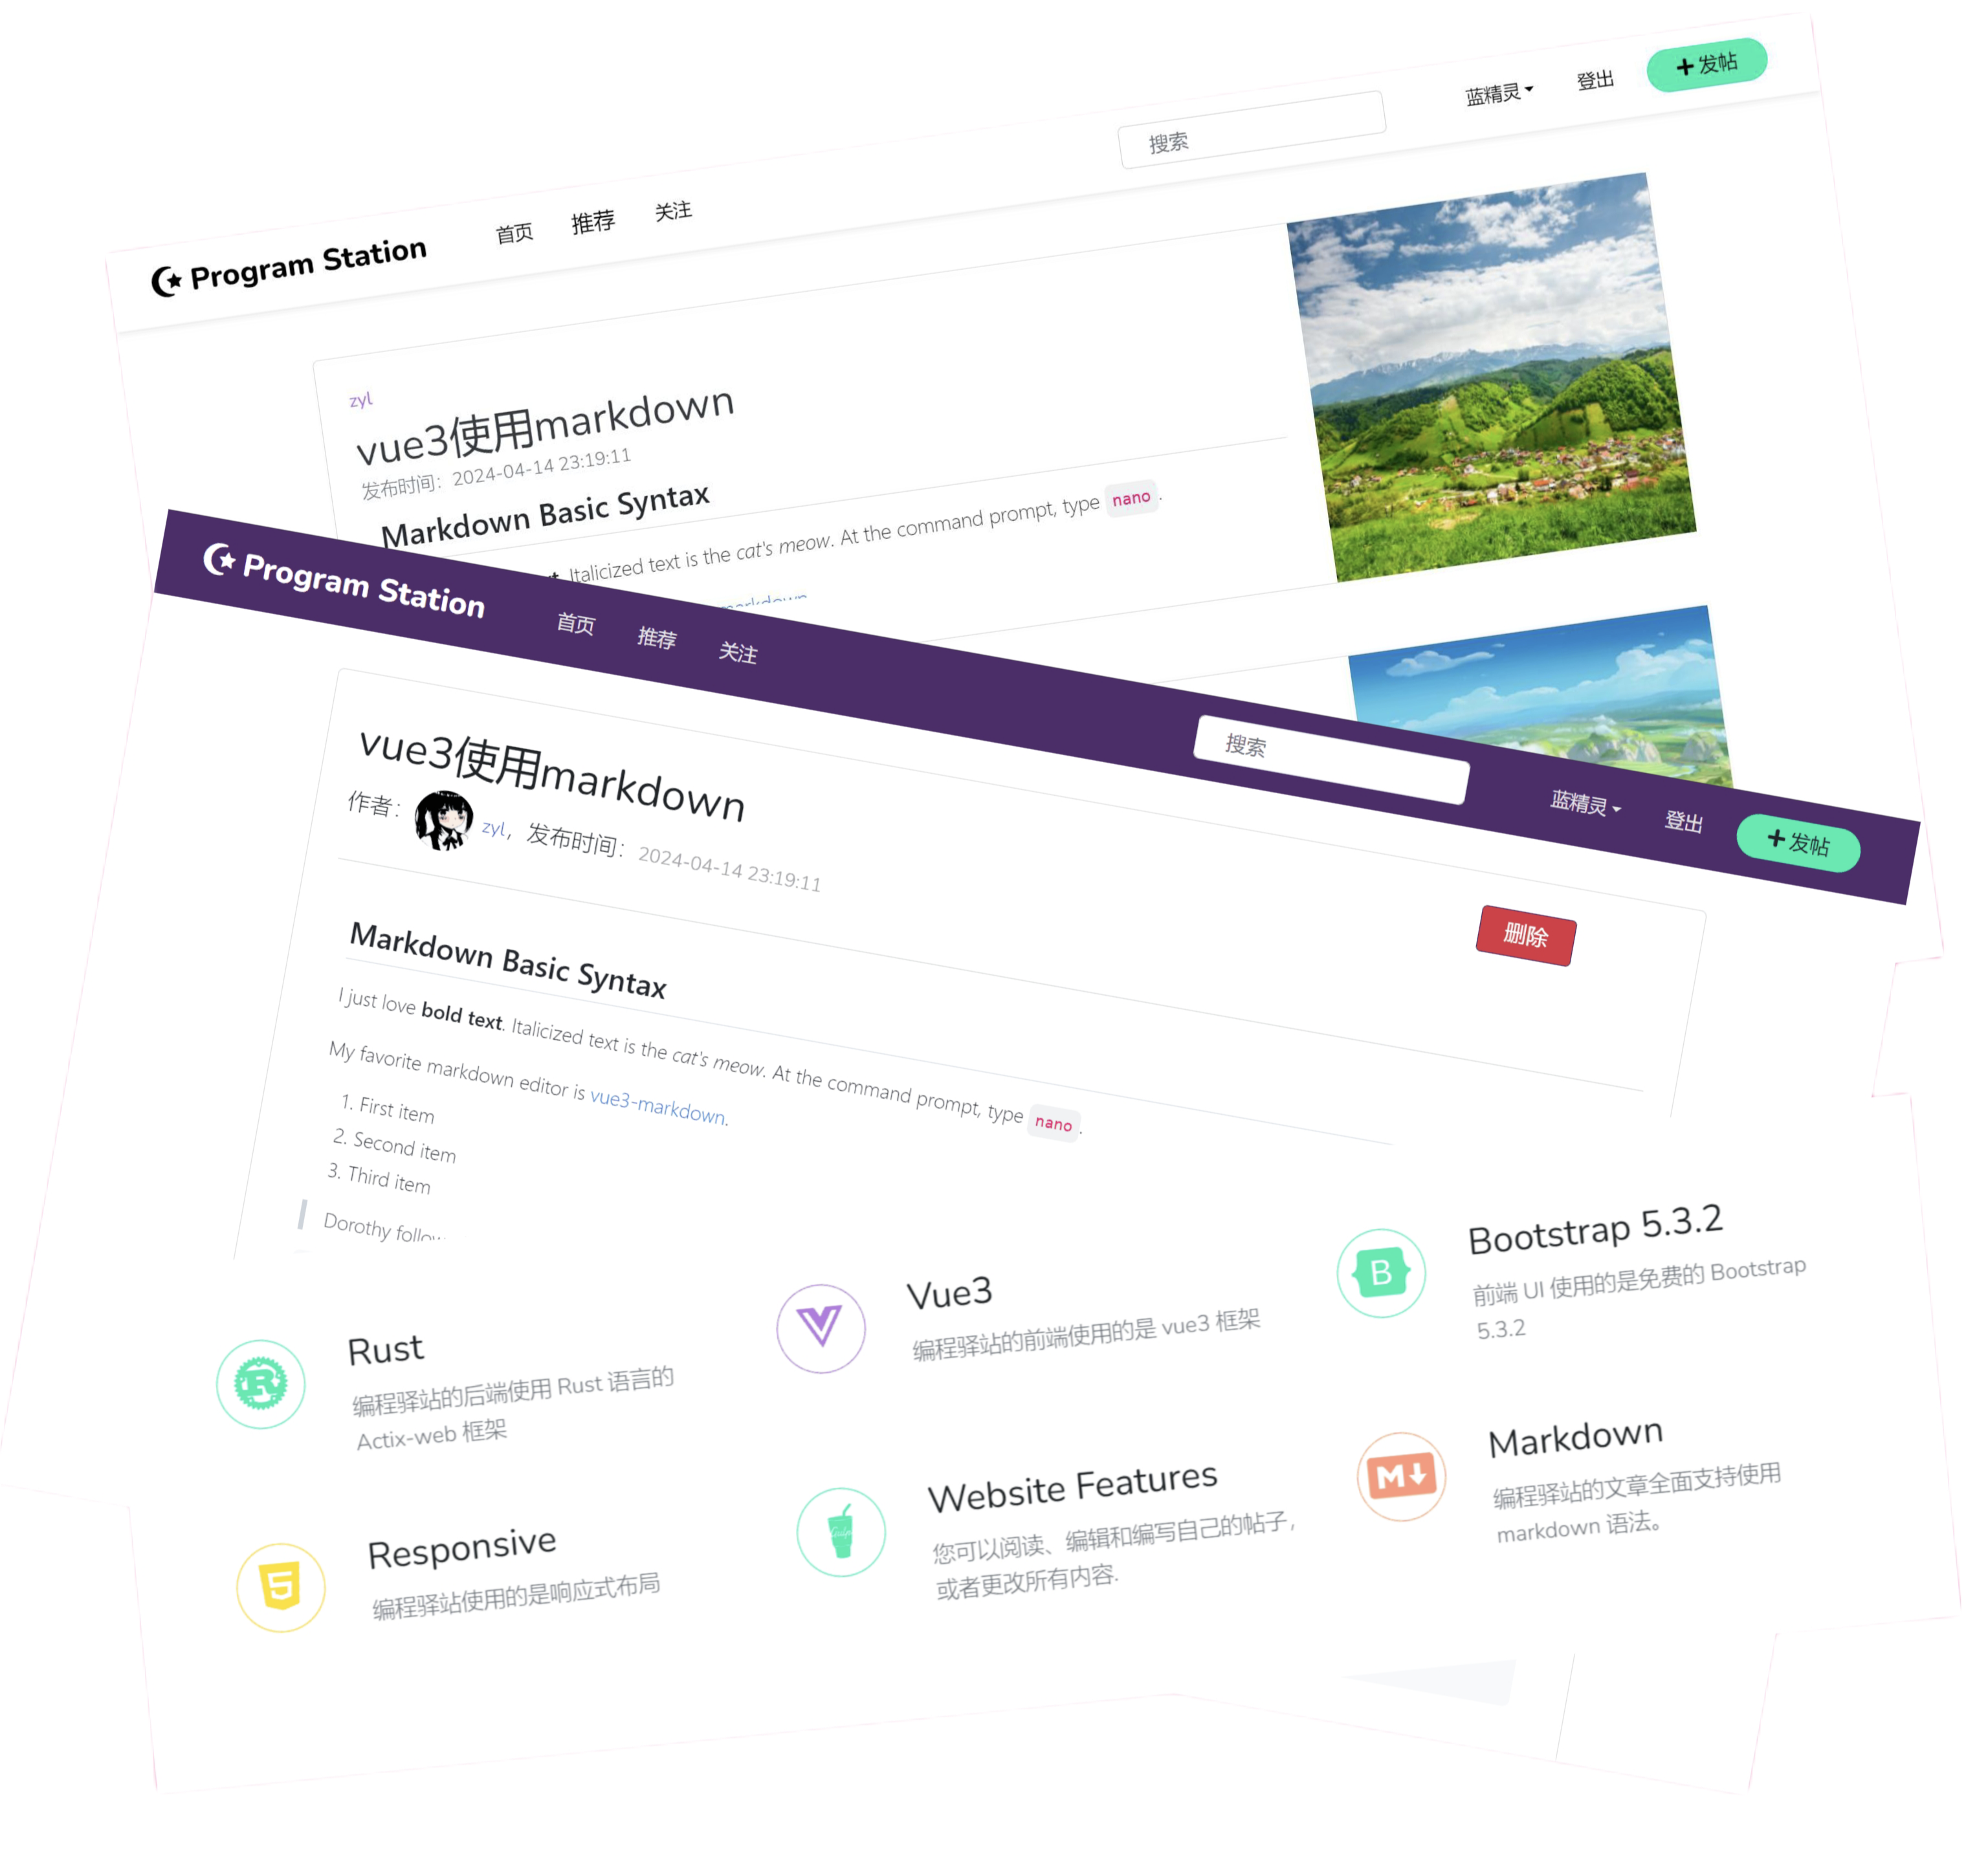 Program Station
首页 推荐 关注
搜索
蓝精灵 登出 发帖
zyl
vue3使用markdown
发布时间：2024-04-14 23:19:11
Markdown Basic Syntax
Italicized text is the cat's meow. At the command prompt, type nano.
Program Station
首页 推荐 关注
搜索
蓝精灵 登出 发帖
vue3使用markdown
作者： zyl， 发布时间：2024-04-14 23:19:11
删除
Markdown Basic Syntax
I just love bold text. Italicized text is the cat's meow. At the command prompt, type nano.
My favorite markdown editor is vue3-markdown.
1. First item
2. Second item
3. Third item
Dorothy
Rust
编程驿站的后端使用 Rust 语言的
Actix-web 框架
Vue3
编程驿站的前端使用的是 vue3 框架
B
Bootstrap 5.3.2
前端 UI 使用的是免费的 Bootstrap
5.3.2
Responsive
编程驿站使用的是响应式布局
Website Features
您可以阅读、编辑和编写自己的帖子，
或者更改所有内容.
Markdown
编程驿站的文章全面支持使用
markdown 语法。